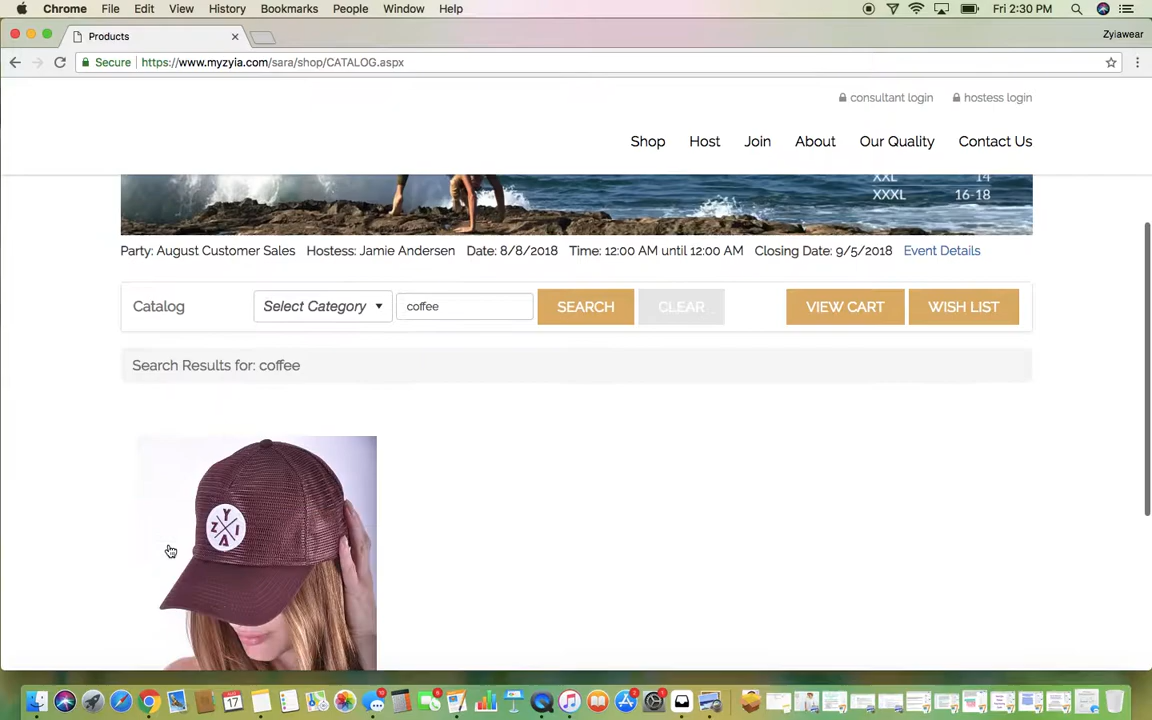 Chrome File Edit View History Bookmarks People Window Help Fri 2:30 PM
Products Zyiawear
Secure https://www.myzyia.com/sara/shop/CATALOG.aspx
consultant login hostess login
Shop Host Join About Our Quality Contact Us
XXL 14
XXXL 16-18
Party: August Customer Sales Hostess: Jamie Andersen Date: 8/8/2018 Time: 12:00 AM until 12:00 AM Closing Date: 9/5/2018 Event Details
Catalog Select Category coffee SEARCH CLEAR VIEW CART WISH LIST
Search Results for: coffee
ZYIA
17